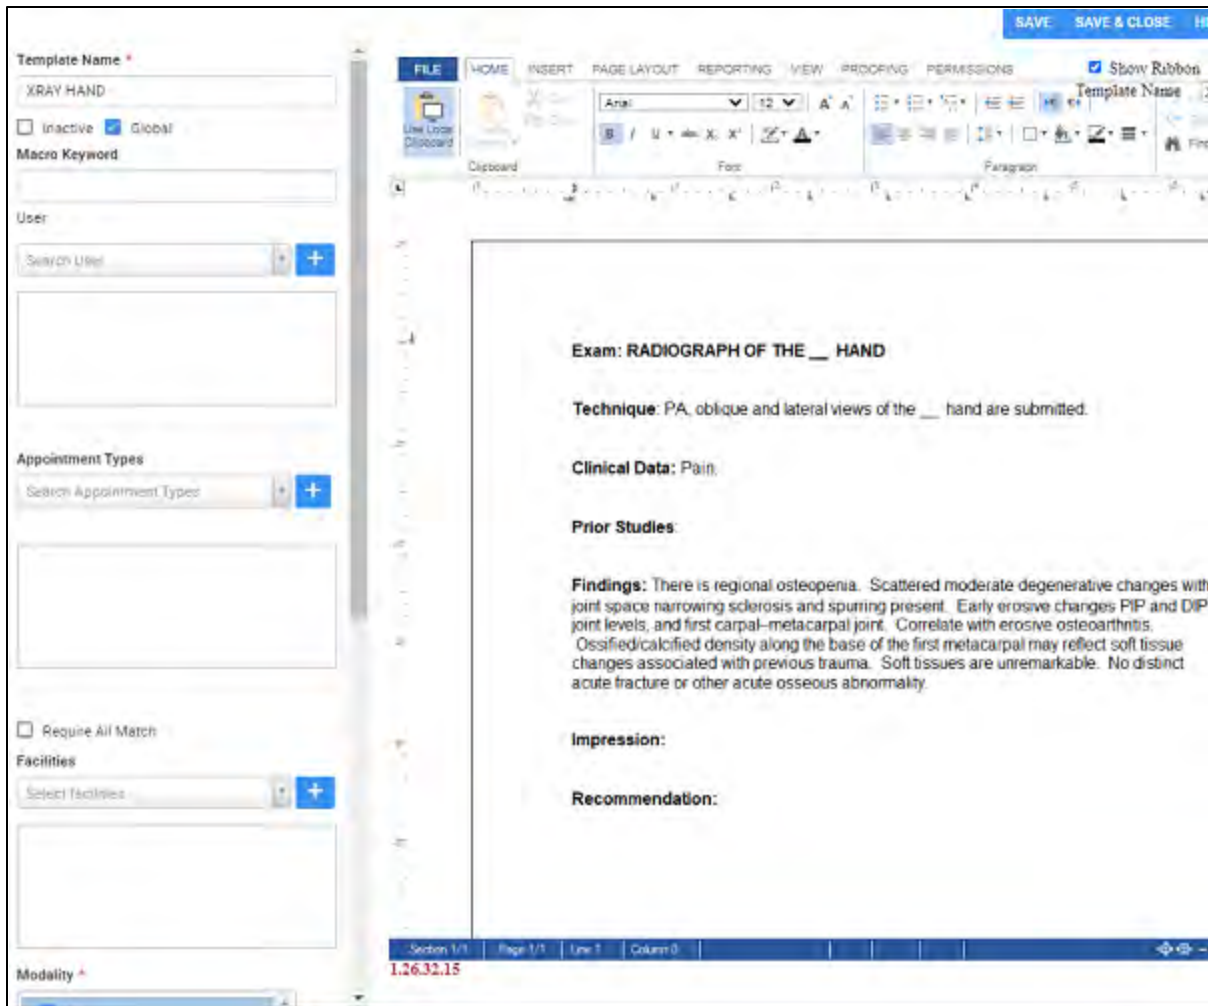 SAVE SAVE & CLOSE
Template Name *
XRAY HAND
Inactive Global
Macro Keyword
User
Search User
+
Appointment Types
Search Appointment Types
+
Require All Match
Facilities
Select facilities
+
Modality *
FILE HOME INSERT PAGE LAYOUT REPORTING VIEW PROOFING PERMISSIONS Show Ribbon
Template Name
Use Local Clipboard
Arial 12
Clipboard Font Paragraph
Exam: RADIOGRAPH OF THE __ HAND
Technique: PA, oblique and lateral views of the __ hand are submitted.
Clinical Data: Pain.
Prior Studies
Findings: There is regional osteopenia. Scattered moderate degenerative changes with
joint space narrowing sclerosis and spurring present. Early erosive changes PIP and DIP
joint levels, and first carpal–metacarpal joint. Correlate with erosive osteoarthritis.
Ossified/calcified density along the base of the first metacarpal may reflect soft tissue
changes associated with previous trauma. Soft tissues are unremarkable. No distinct
acute fracture or other acute osseous abnormality.
Impression:
Recommendation:
Section 1/1 Page 1/1 Line 1 Column 0
1.26.32.15